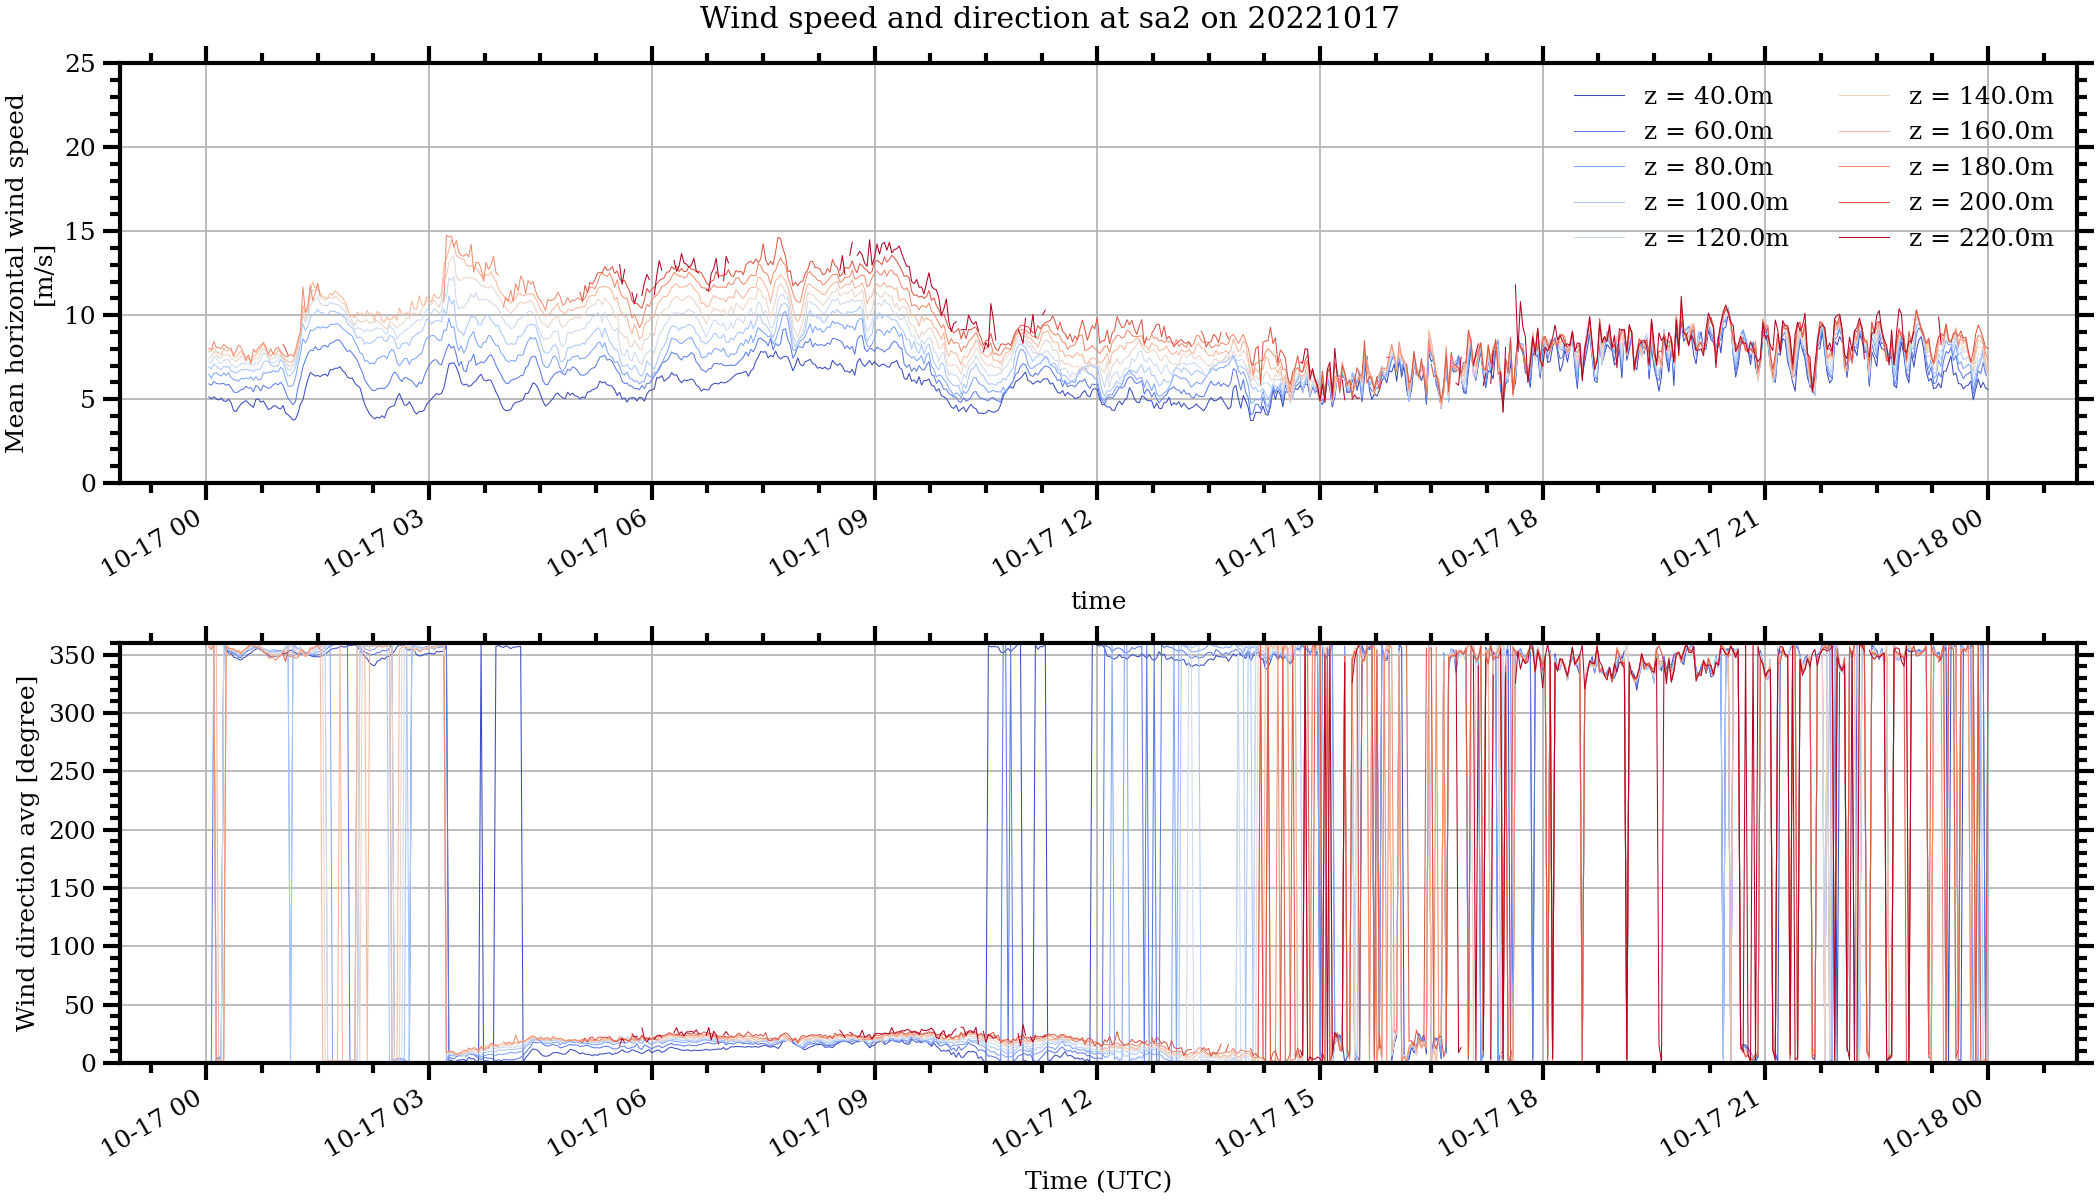 Wind speed and direction at sa2 on 20221017
Mean horizontal wind speed
[m/s]
25
20
15
10
5
0
z = 40.0m
z = 60.0m
z = 80.0m
z = 100.0m
z = 120.0m
z = 140.0m
z = 160.0m
z = 180.0m
z = 200.0m
z = 220.0m
10-17 00
10-17 03
10-17 06
10-17 09
10-17 12
10-17 15
10-17 18
10-17 21
10-18 00
time
Wind direction avg [degree]
350
300
250
200
150
100
50
0
10-17 00
10-17 03
10-17 06
10-17 09
10-17 12
10-17 15
10-17 18
10-17 21
10-18 00
Time (UTC)